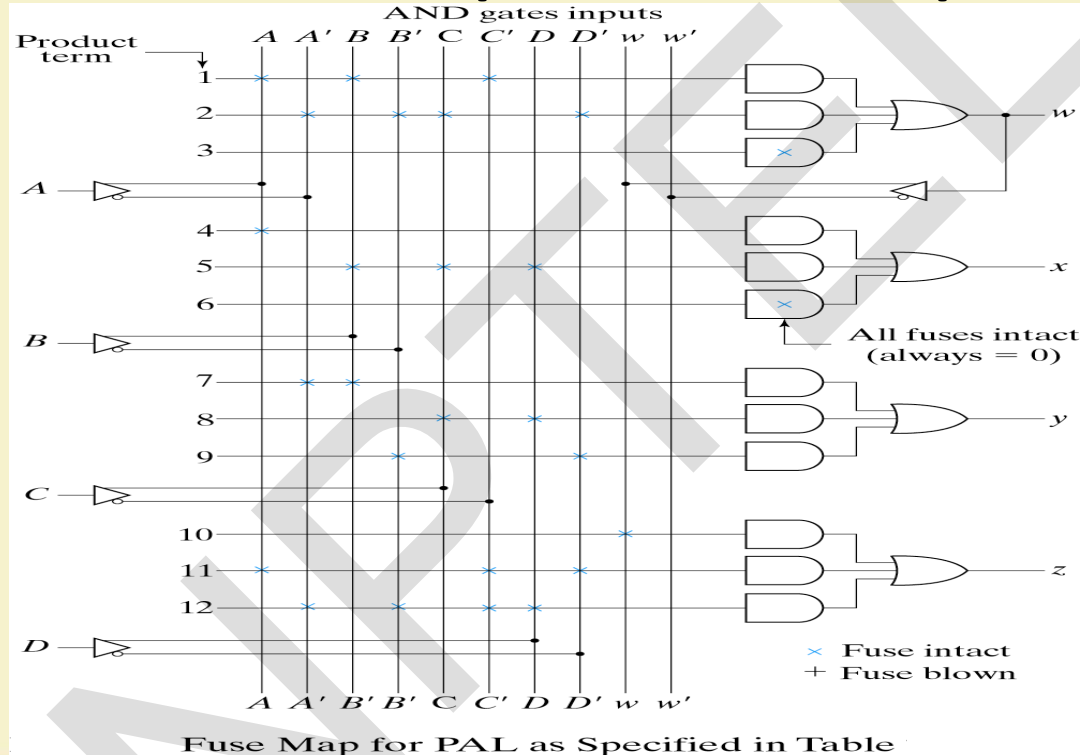 AND gates inputs
Product term
A A' B B' C C' D D' w w'
1
2
3
w
A
4
5
6
x
All fuses intact
(always = 0)
B
7
8
9
y
C
10
11
12
z
D
× Fuse intact
+ Fuse blown
A A' B' B' C C' D D' w w'
Fuse Map for PAL as Specified in Table
NPTEL